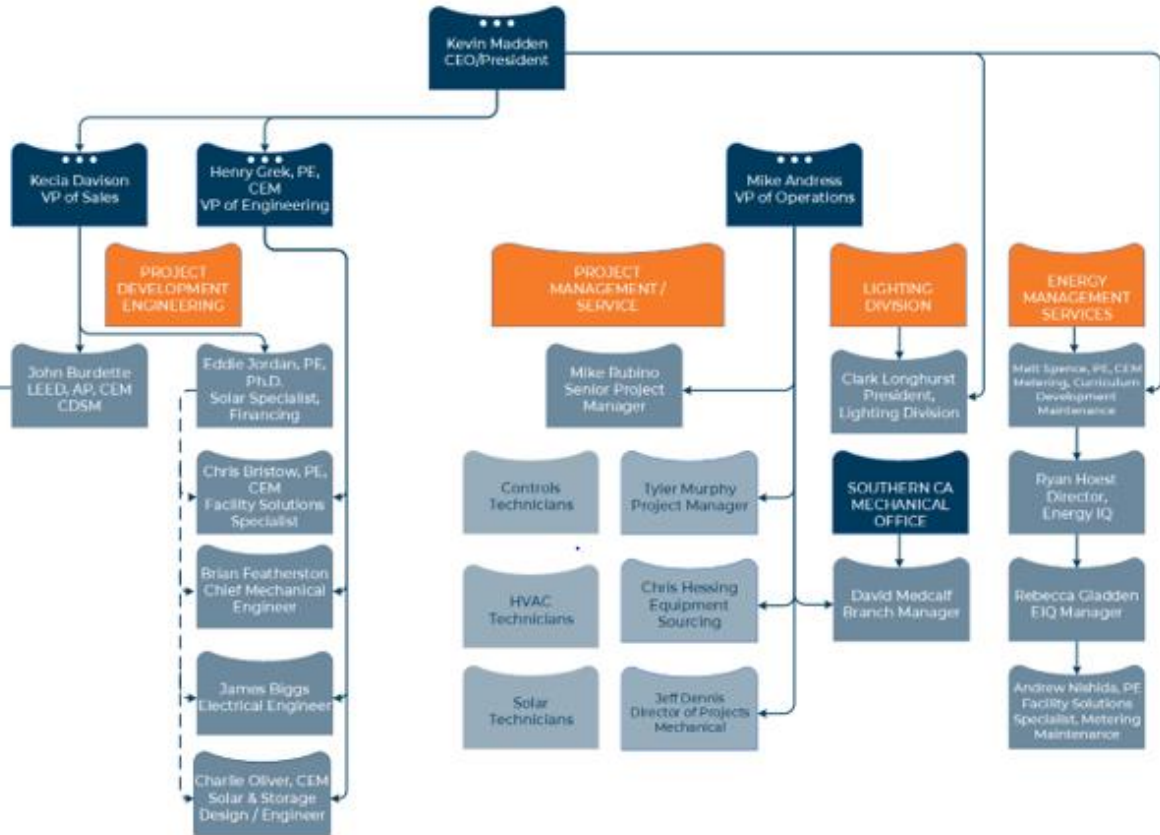 Kevin Madden
CEO/President
Kecia Davison
VP of Sales
Henry Grek, PE,
CEM
VP of Engineering
Mike Andress
VP of Operations
PROJECT
DEVELOPMENT
ENGINEERING
PROJECT
MANAGEMENT /
SERVICE
LIGHTING
DIVISION
ENERGY
MANAGEMENT
SERVICES
John Burdette
LEED, AP, CEM
CDSM
Eddie Jordan, PE,
Ph.D.
Solar Specialist,
Financing
Mike Rubino
Senior Project
Manager
Clark Longhurst
President,
Lighting Division
Matt Spence, PE, CEM
Metering, Curriculum
Development
Maintenance
Chris Bristow, PE,
CEM
Facility Solutions
Specialist
Controls
Technicians
Tyler Murphy
Project Manager
SOUTHERN CA
MECHANICAL
OFFICE
Ryan Hoest
Director,
Energy IQ
Brian Featherston
Chief Mechanical
Engineer
HVAC
Technicians
Chris Hessing
Equipment
Sourcing
David Medcalf
Branch Manager
Rebecca Gladden
EIQ Manager
James Biggs
Electrical Engineer
Solar
Technicians
Jeff Dennis
Director of Projects
Mechanical
Andrew Nishida, PE
Facility Solutions
Specialist, Metering
Maintenance
Charlie Oliver, CEM
Solar & Storage
Design / Engineer